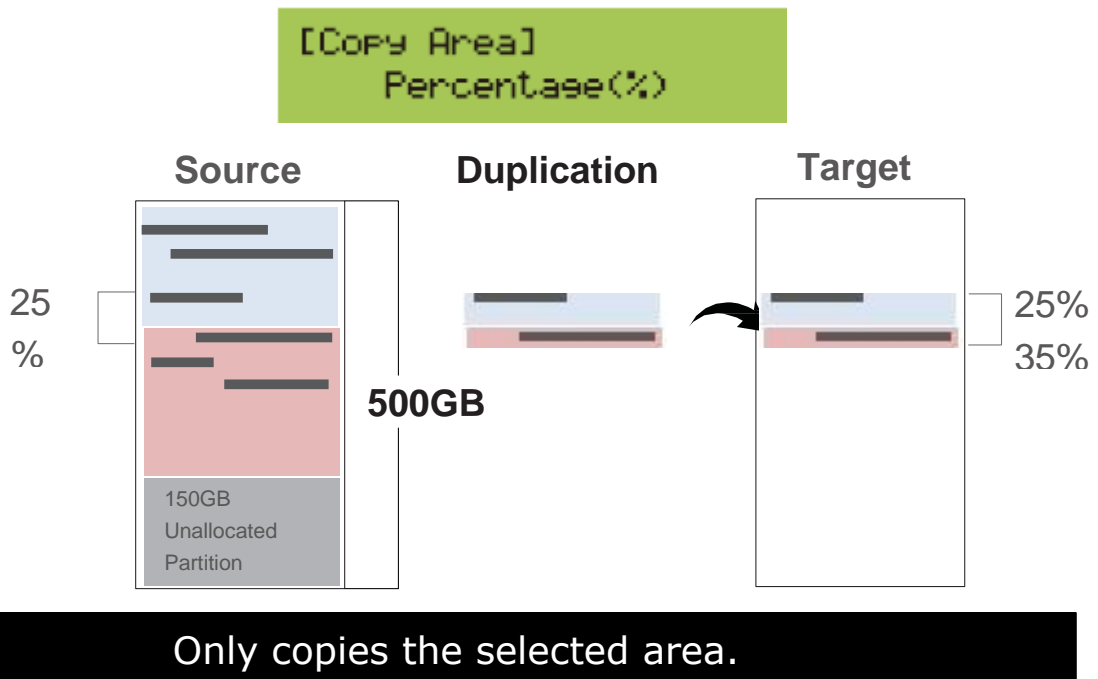 [Copy Area]
Percentage(%)
Source
Duplication
Target
25
%
25%
35%
500GB
150GB
Unallocated
Partition
Only copies the selected area.